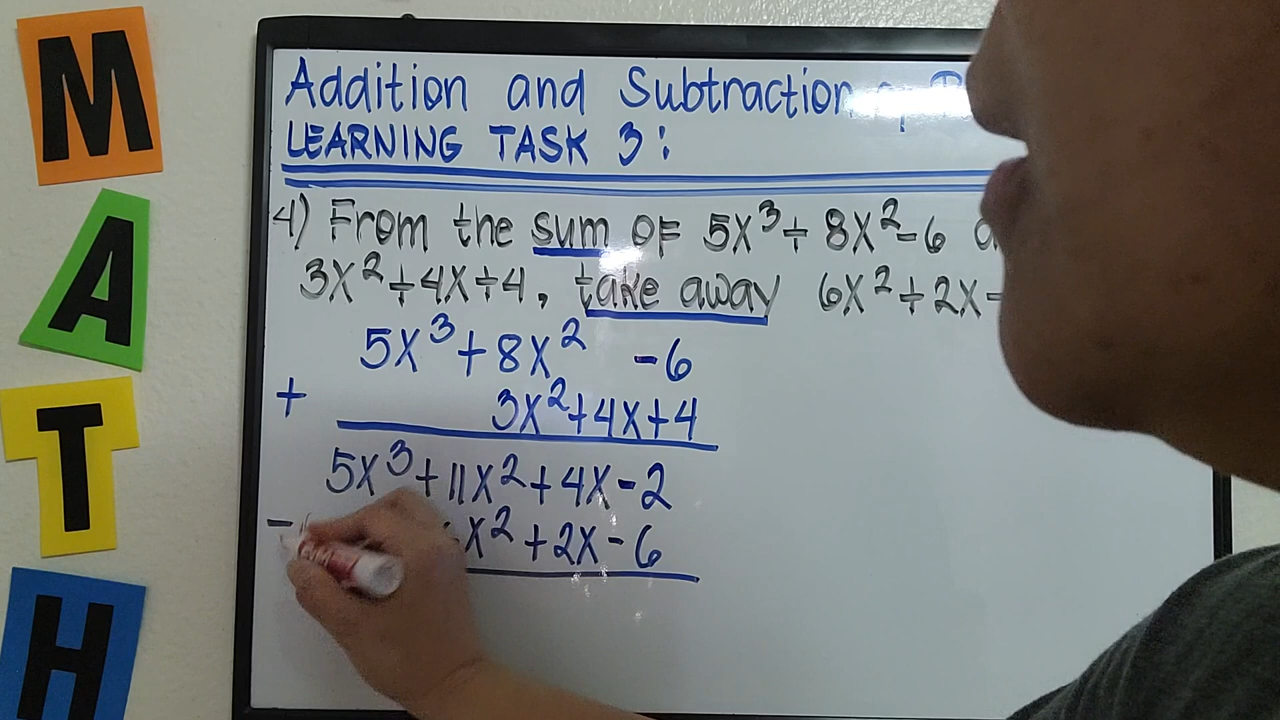 MATH
Addition and Subtraction
LEARNING TASK 3:
4) From the sum of 5X³+8X²-6
3X²+4X+4, take away 6X²+2X-
5X³+8X² -6
+ 3X²+4X+4
5X³+11X²+4X-2
- X²+2X-6